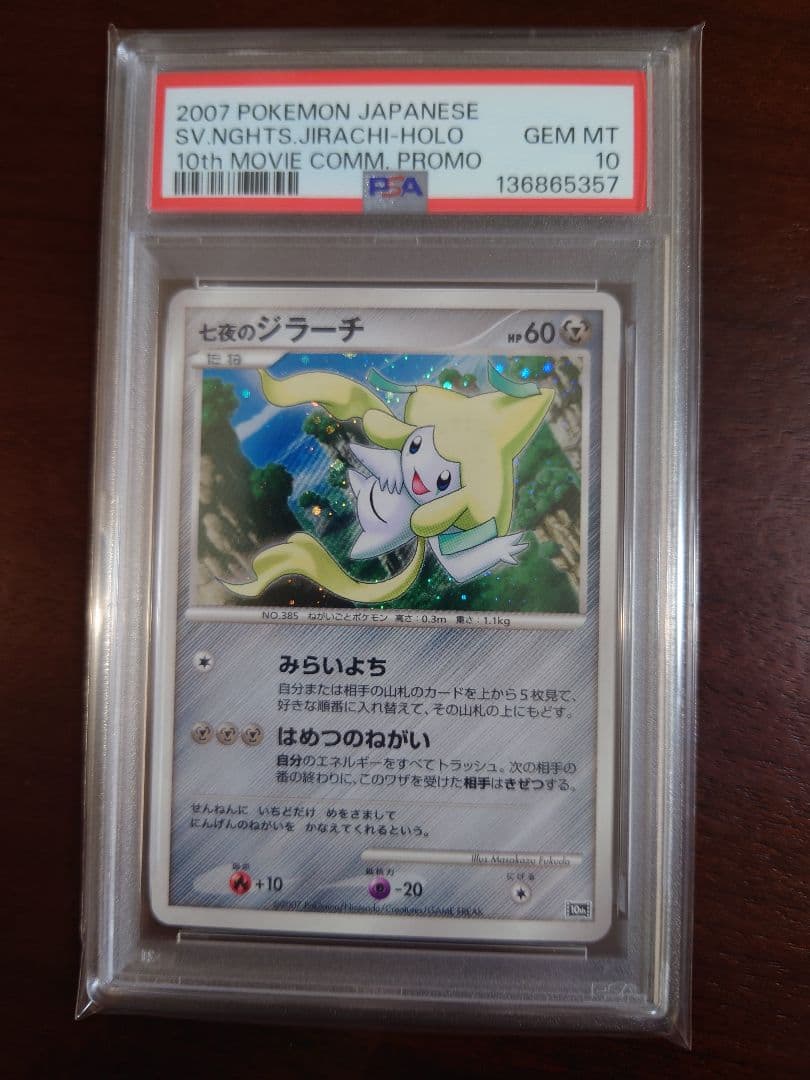 2007 POKEMON JAPANESE
SV.NGHTS.JIRACHI-HOLO GEM MT
10th MOVIE COMM. PROMO 10
PSA 136865357
七夜のジラーチ HP60
NO.385 ねがいごとポケモン 高さ:0.3m 重さ:1.1kg
みらいよち
自分または相手の山札のカードを上から5枚見て、
好きな順番に入れ替えて、その山札の上にもどす。
はめつのねがい
自分のエネルギーをすべてトラッシュ。次の相手の
番の終わりに、このワザを受けた相手はきぜつする。
せんねんに いちどだけ めをさまして
にんげんのねがいを かなえてくれるという。
Illus Masakazu Fukuda
弱点 抵抗力 にげる
+10 -20
©2007 Pokémon/Nintendo/Creatures/GAME FREAK
10th
PSA